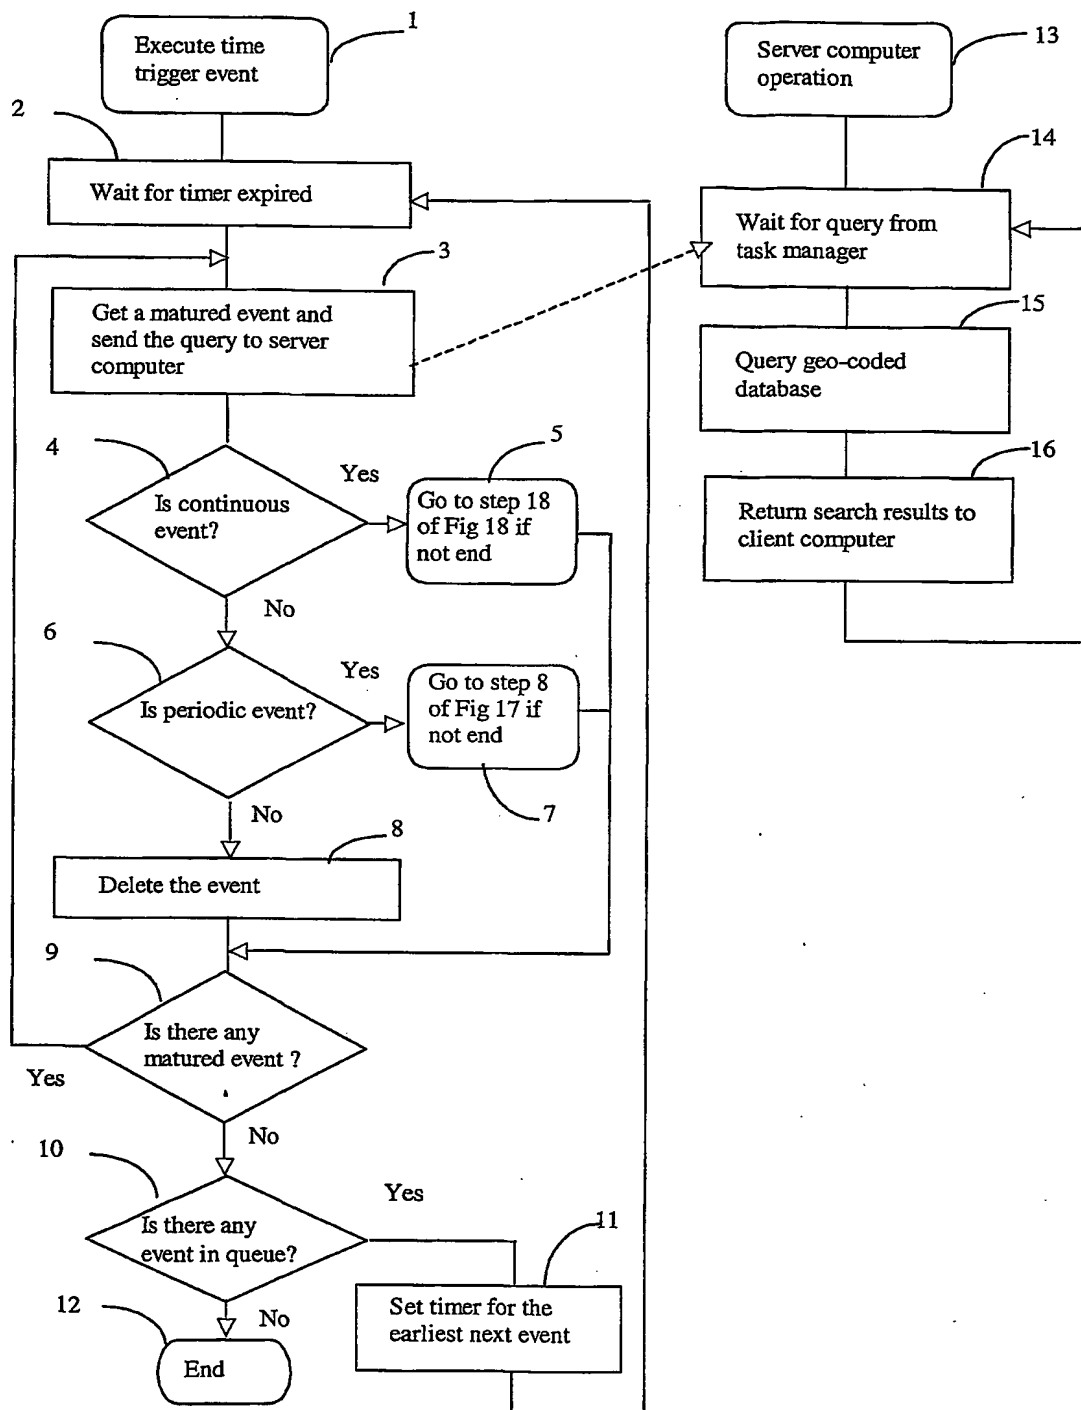 1
Execute time
trigger event
2
Wait for timer expired
3
Get a matured event and
send the query to server
computer
4
Is continuous
event?
Yes
5
Go to step 18
of Fig 18 if
not end
No
6
Is periodic event?
Yes
Go to step 8
of Fig 17 if
not end
7
No
8
Delete the event
9
Is there any
matured event ?
Yes
No
10
Is there any
event in queue?
Yes
11
Set timer for the
earliest next event
No
12
End
13
Server computer
operation
14
Wait for query from
task manager
15
Query geo-coded
database
16
Return search results to
client computer